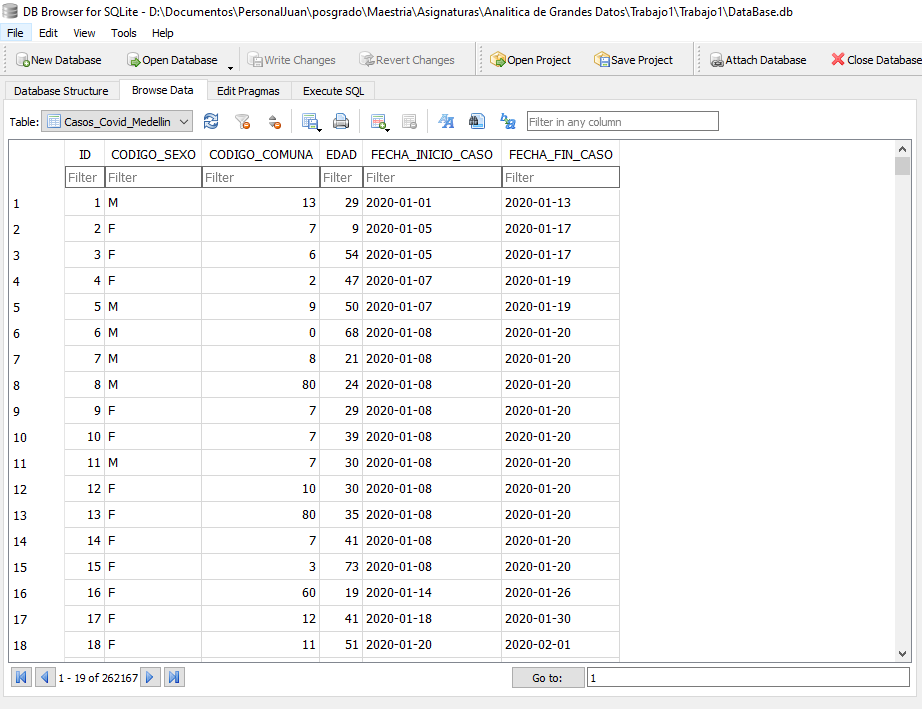 DB Browser for SQLite - D:\Documentos\PersonalJuan\posgrado\Maestria\Asignaturas\Analitica de Grandes Datos\Trabajo1\Trabajo1\DataBase.db
File Edit View Tools Help
New Database Open Database Write Changes Revert Changes Open Project Save Project Attach Database Close Database
Database Structure Browse Data Edit Pragmas Execute SQL
Table: Casos_Covid_Medellin Filter in any column
ID CODIGO_SEXO CODIGO_COMUNA EDAD FECHA_INICIO_CASO FECHA_FIN_CASO
Filter Filter Filter Filter Filter Filter
1 1 M 13 29 2020-01-01 2020-01-13
2 2 F 7 9 2020-01-05 2020-01-17
3 3 F 6 54 2020-01-05 2020-01-17
4 4 F 2 47 2020-01-07 2020-01-19
5 5 M 9 50 2020-01-07 2020-01-19
6 6 M 0 68 2020-01-08 2020-01-20
7 7 M 8 21 2020-01-08 2020-01-20
8 8 M 80 24 2020-01-08 2020-01-20
9 9 F 7 29 2020-01-08 2020-01-20
10 10 F 7 39 2020-01-08 2020-01-20
11 11 M 7 30 2020-01-08 2020-01-20
12 12 F 10 30 2020-01-08 2020-01-20
13 13 F 80 35 2020-01-08 2020-01-20
14 14 F 7 41 2020-01-08 2020-01-20
15 15 F 3 73 2020-01-08 2020-01-20
16 16 F 60 19 2020-01-14 2020-01-26
17 17 F 12 41 2020-01-18 2020-01-30
18 18 F 11 51 2020-01-20 2020-02-01
1 - 19 of 262167 Go to: 1